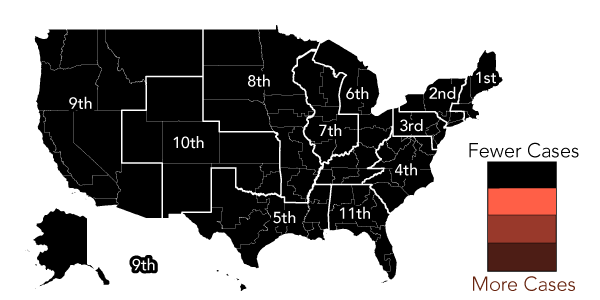 1st
8th
2nd
6th
9th
3rd
7th
10th
4th
Fewer Cases
5th
11th
9th
More Cases